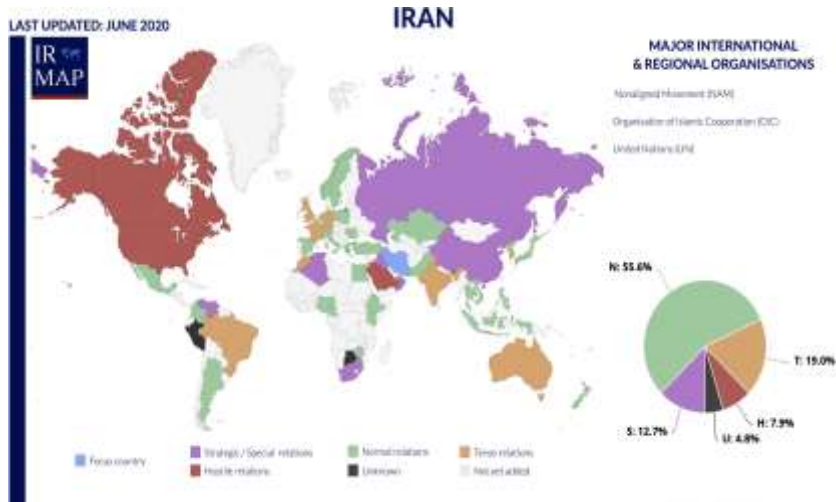 LAST UPDATED: JUNE 2020
IRAN
IR
MAP
MAJOR INTERNATIONAL
& REGIONAL ORGANISATIONS
Nonaligned Movement (NAM)
Organisation of Islamic Cooperation (OIC)
United Nations (UN)
N: 55.6%
T: 19.0%
H: 7.9%
U: 4.8%
S: 12.7%
Focus country
Strategic / Special relations
Normal relations
Tense relations
Hostile relations
Unknown
Not yet added